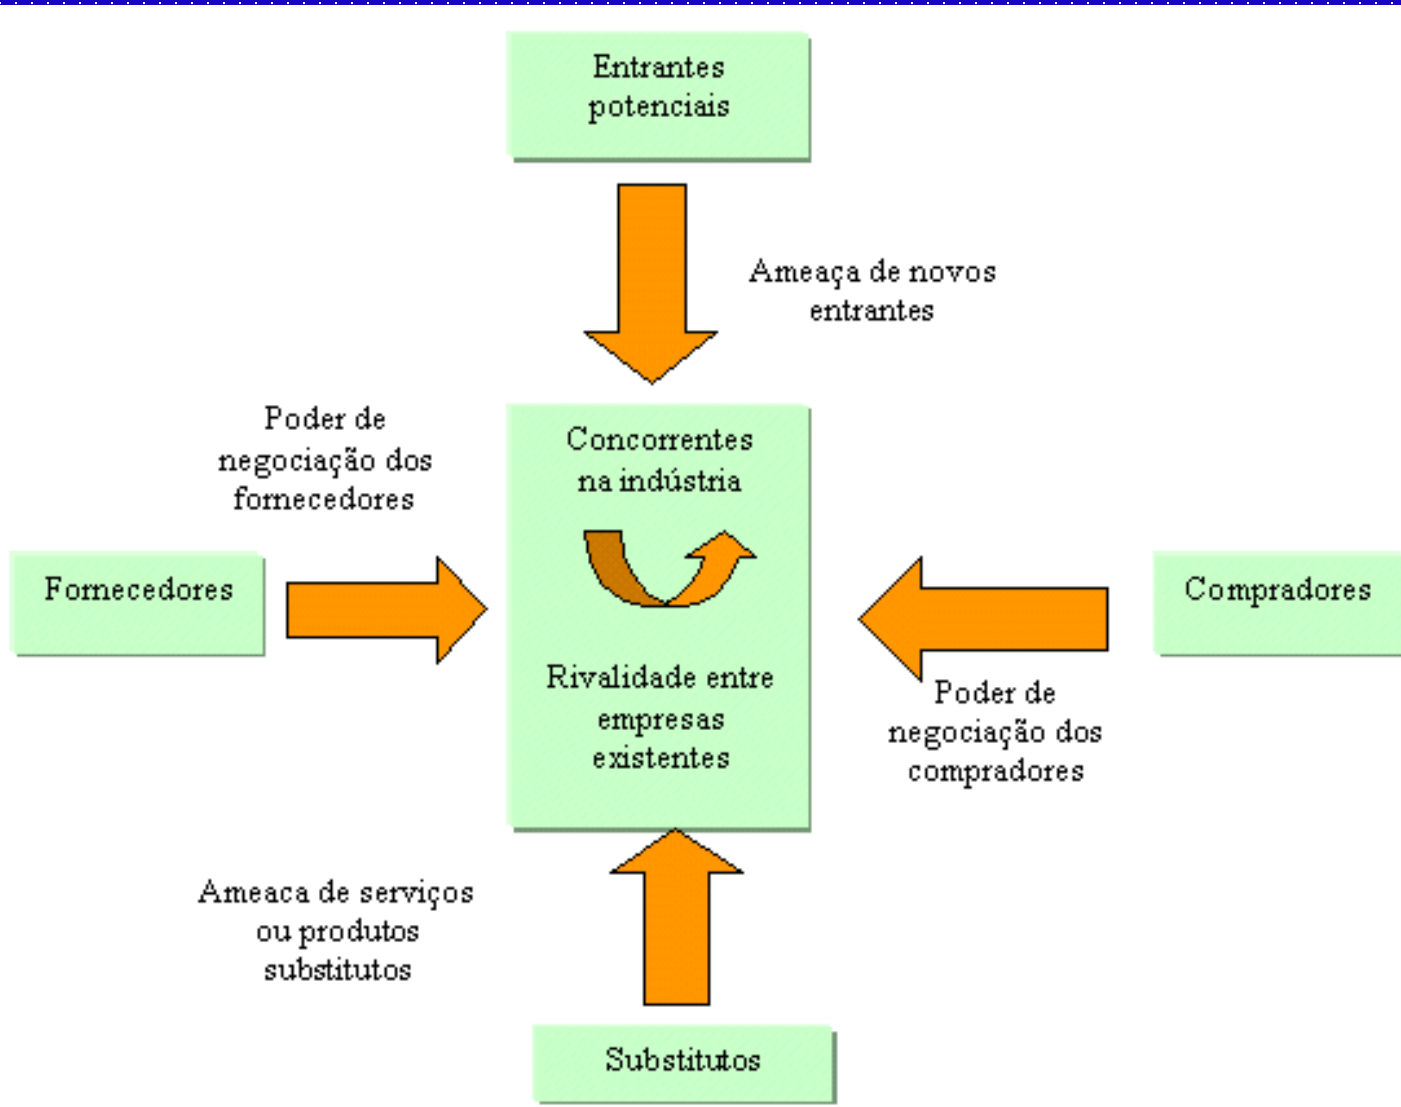 Entrantes
potenciais
Ameaça de novos
entrantes
Poder de
negociação dos
fornecedores
Concorrentes
na indústria
Fornecedores
Compradores
Rivalidade entre
empresas
existentes
Poder de
negociação dos
compradores
Ameaca de serviços
ou produtos
substitutos
Substitutos